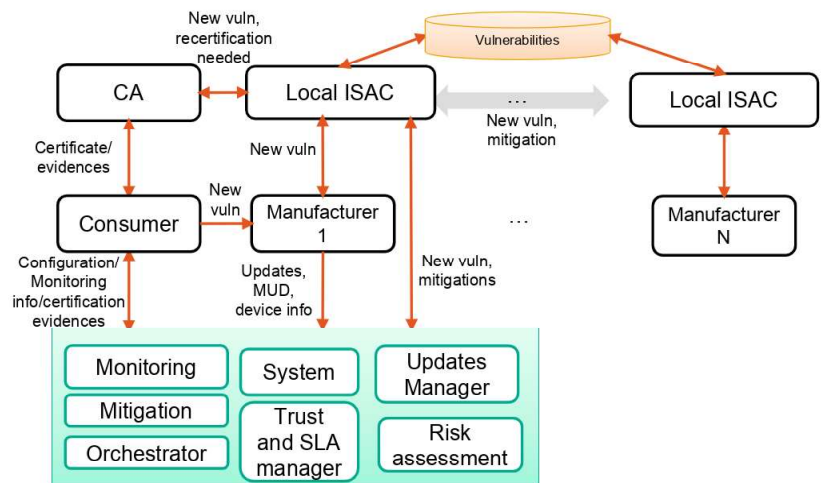 New vuln,
recertification
needed
Vulnerabilities
CA
Local ISAC
...
Local ISAC
New vuln,
mitigation
Certificate/
evidences
New vuln
New
vuln
Consumer
Manufacturer
1
...
Manufacturer
N
Configuration/
Monitoring
info/certification
evidences
Updates,
MUD,
device info
New vuln,
mitigations
Monitoring
System
Updates
Manager
Mitigation
Trust
and SLA
manager
Orchestrator
Risk
assessment